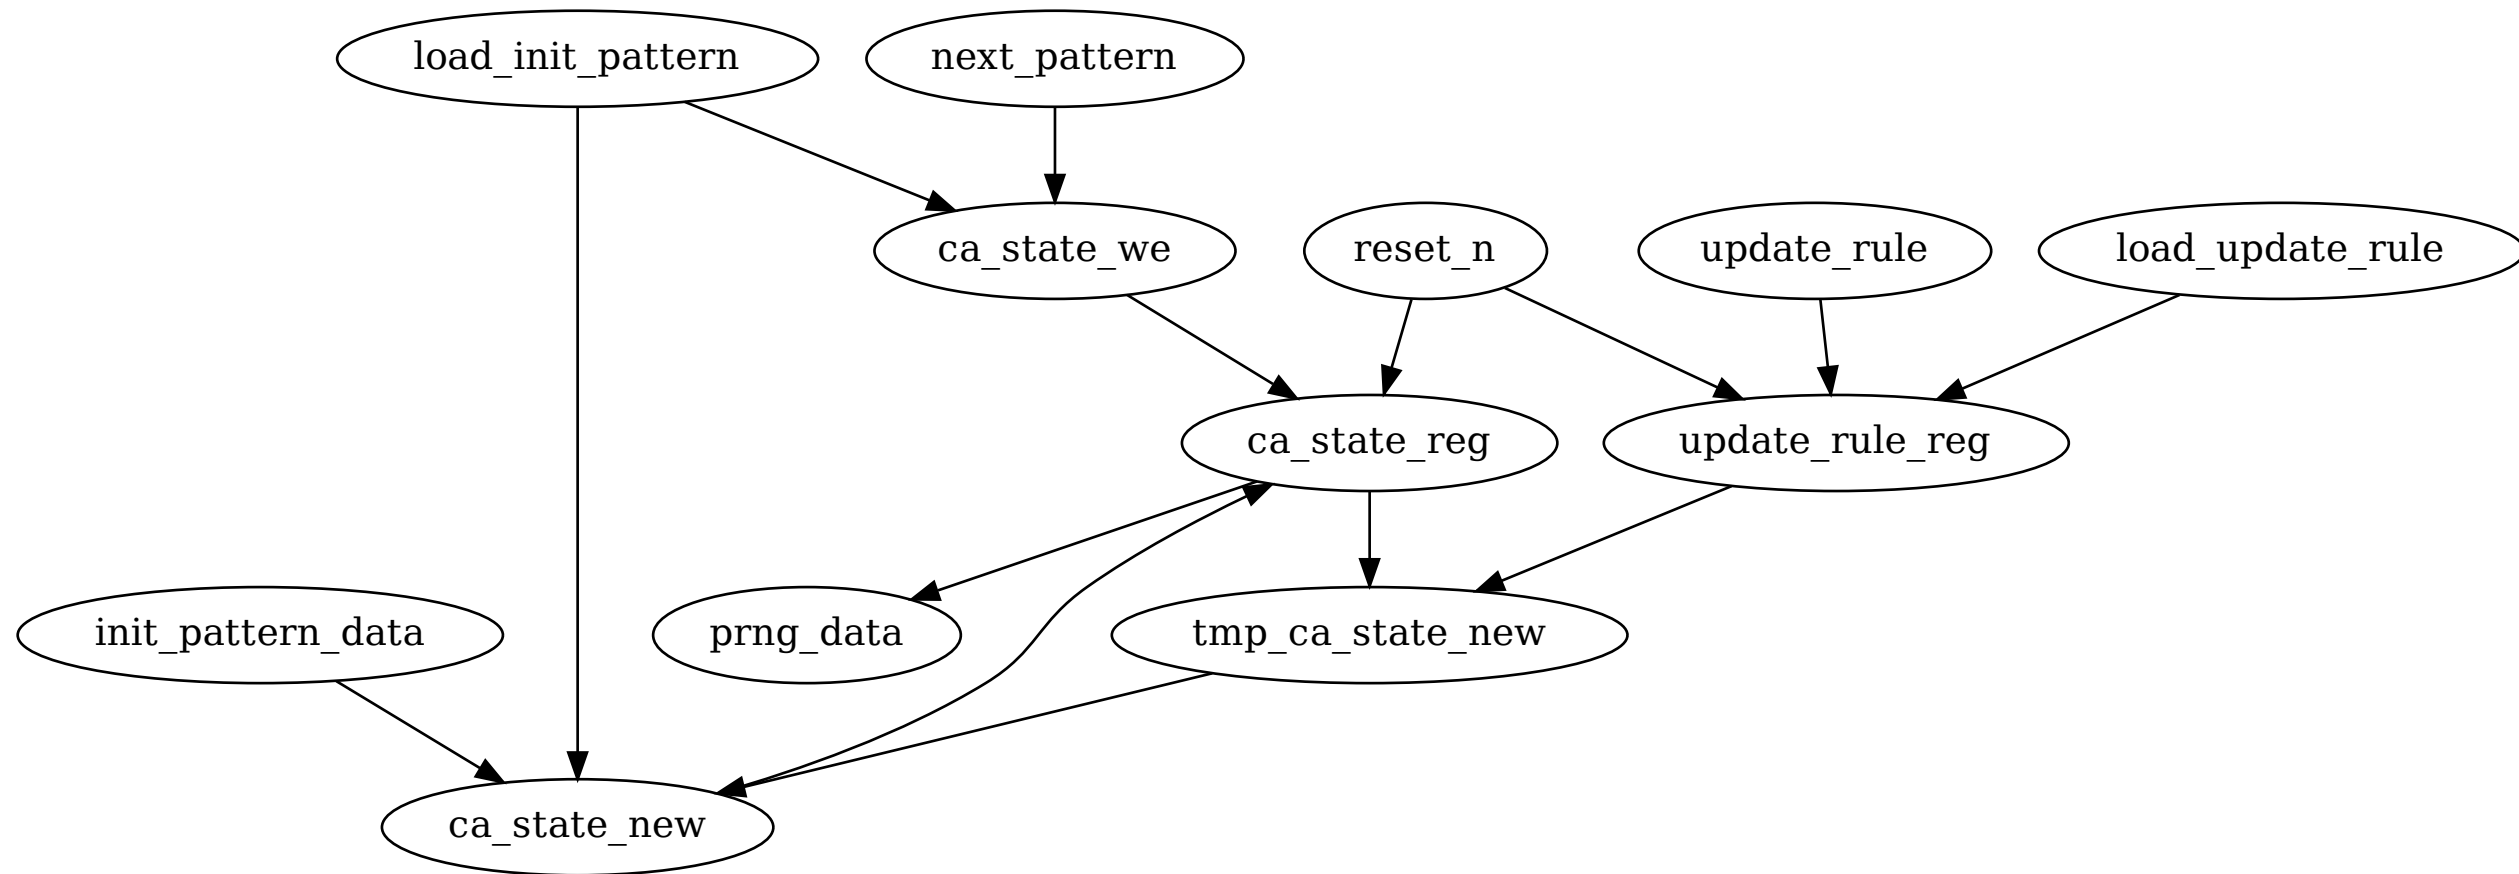 load_init_pattern
next_pattern
ca_state_we
reset_n
update_rule
load_update_rule
ca_state_reg
update_rule_reg
init_pattern_data
prng_data
tmp_ca_state_new
ca_state_new